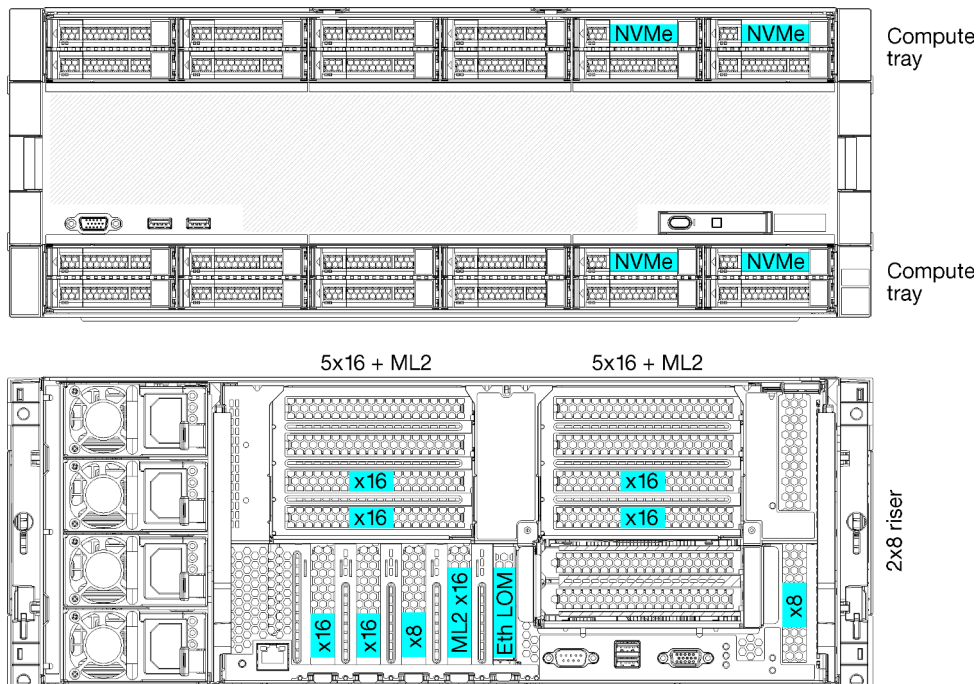 NVMe NVMe
Compute tray
NVMe NVMe
Compute tray
5x16 + ML2 5x16 + ML2
x16 x16
x16 x16
2x8 riser
x16 x16 x8 ML2 x16 Eth LOM x8